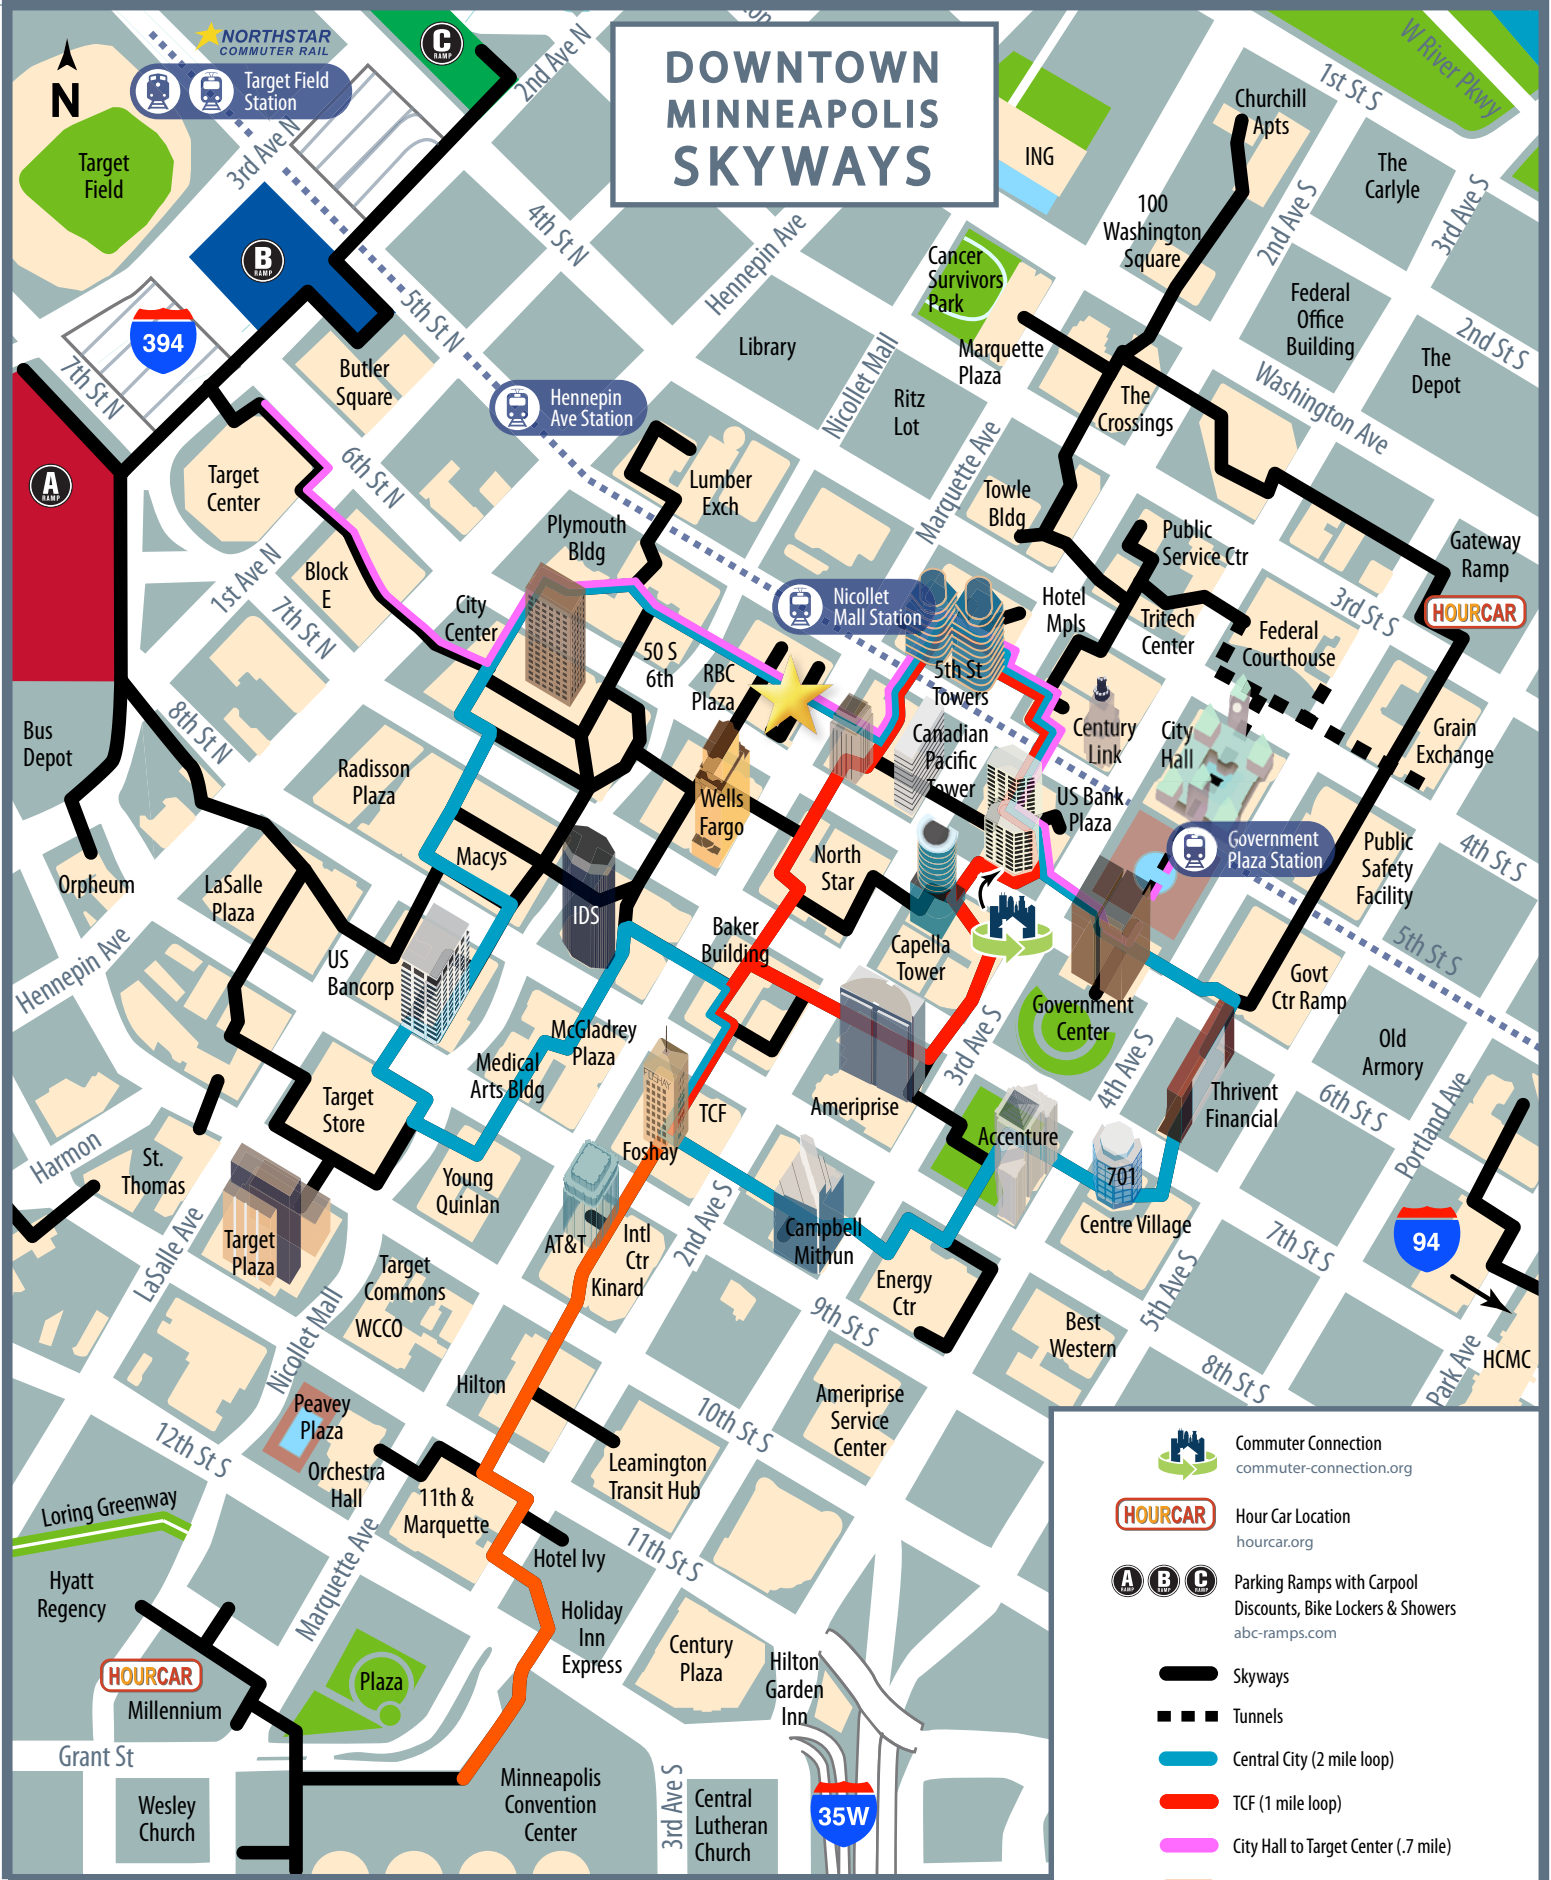 DOWNTOWN
MINNEAPOLIS
SKYWAYS
NORTHSTAR
COMMUTER RAIL
Target Field
Station
N
C
RAMP
2nd Ave N
W River Pkwy
1st St S
Churchill
Apts
ING
The
Carlyle
Target
Field
3rd Ave N
4th St N
Hennepin Ave
100
Washington
Square
2nd Ave S
3rd Ave S
B
RAMP
Cancer
Survivors
Park
Federal
Office
Building
2nd St S
394
5th St N
Library
Nicollet Mall
Marquette
Plaza
The
Depot
7th St N
Butler
Square
Hennepin
Ave Station
Ritz
Lot
The
Crossings
Washington Ave
A
RAMP
Target
Center
6th St N
Lumber
Exch
Marquette Ave
Towle
Bldg
Plymouth
Bldg
Public
Service Ctr
Gateway
Ramp
HOURCAR
1st Ave N
Block
E
7th St N
City
Center
Nicollet
Mall Station
Hotel
Mpls
Tritech
Center
3rd St S
Federal
Courthouse
50 S
6th
RBC
Plaza
5th St
Towers
Bus
Depot
8th St N
Canadian
Pacific
Tower
Century
Link
City
Hall
Grain
Exchange
Radisson
Plaza
Wells
Fargo
US Bank
Plaza
Government
Plaza Station
Public
Safety
Facility
4th St S
Orpheum
LaSalle
Plaza
Macys
North
Star
IDS
Hennepin Ave
US
Bancorp
Baker
Building
Capella
Tower
5th St S
Govt
Ctr Ramp
Government
Center
McGladrey
Plaza
Medical
Arts Bldg
3rd Ave S
4th Ave S
Old
Armory
Target
Store
FOSHAY
TCF
Ameriprise
Accenture
Thrivent
Financial
6th St S
Portland Ave
Harmon
St.
Thomas
Young
Quinlan
Foshay
701
Centre Village
LaSalle Ave
Target
Plaza
AT&T
Intl
Ctr
Kinard
2nd Ave S
Campbell
Mithun
Energy
Ctr
5th Ave S
7th St S
94
Nicollet Mall
Target
Commons
WCCO
9th St S
Best
Western
Park Ave
HCMC
8th St S
Peavey
Plaza
Hilton
Ameriprise
Service
Center
10th St S
12th St S
Orchestra
Hall
11th &
Marquette
Leamington
Transit Hub
Loring Greenway
Marquette Ave
Hotel Ivy
11th St S
Hyatt
Regency
Holiday
Inn
Express
Century
Plaza
Hilton
Garden
Inn
HOURCAR
Millennium
Plaza
Grant St
Wesley
Church
Minneapolis
Convention
Center
3rd Ave S
Central
Lutheran
Church
35W
Commuter Connection
commuter-connection.org
HOURCAR
Hour Car Location
hourcar.org
A
RAMP
B
RAMP
C
RAMP
Parking Ramps with Carpool
Discounts, Bike Lockers & Showers
abc-ramps.com
Skyways
Tunnels
Central City (2 mile loop)
TCF (1 mile loop)
City Hall to Target Center (.7 mile)